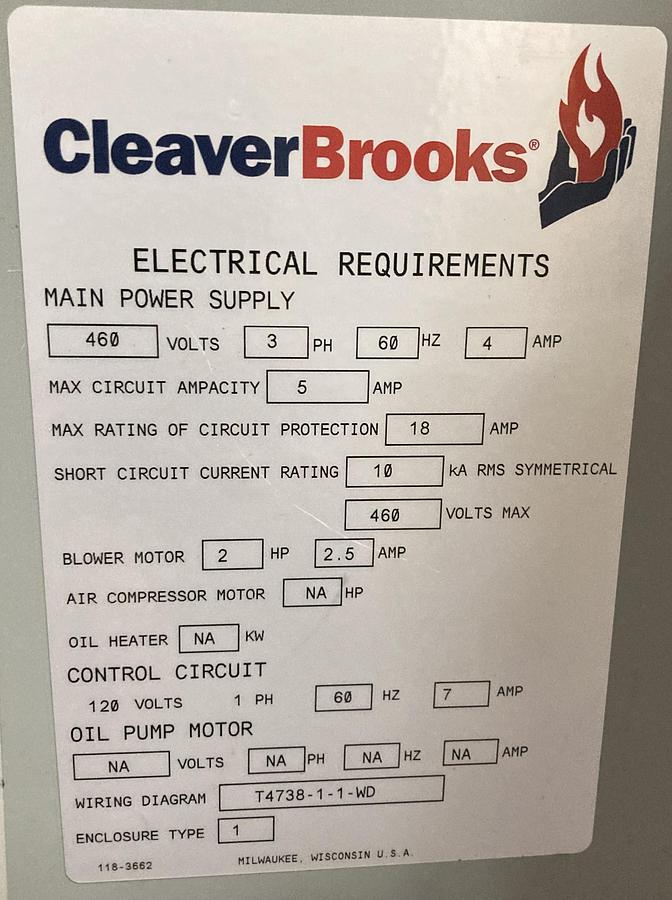 CleaverBrooks®
ELECTRICAL REQUIREMENTS
MAIN POWER SUPPLY
460 VOLTS 3 PH 60 HZ 4 AMP
MAX CIRCUIT AMPACITY 5 AMP
MAX RATING OF CIRCUIT PROTECTION 18 AMP
SHORT CIRCUIT CURRENT RATING 10 kA RMS SYMMETRICAL
460 VOLTS MAX
BLOWER MOTOR 2 HP 2.5 AMP
AIR COMPRESSOR MOTOR NA HP
OIL HEATER NA KW
CONTROL CIRCUIT
120 VOLTS 1 PH 60 HZ 7 AMP
OIL PUMP MOTOR
NA VOLTS NA PH NA HZ NA AMP
WIRING DIAGRAM T4738-1-1-WD
ENCLOSURE TYPE 1
118-3662 MILWAUKEE, WISCONSIN U.S.A.